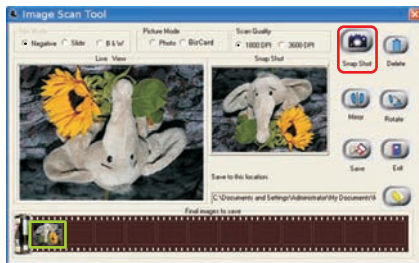 Image Scan Tool
Film Mode
Picture Mode
Scan Quality
Negative Slide B&W
Photo BizCard
1800 DPI 3600 DPI
Live View
Snap Shot
Snap Shot
Delete
Mirror
Rotate
Save
Exit
Save to this location:
C:\Documents and Settings\Administrator\My Documents\M
Final images to save